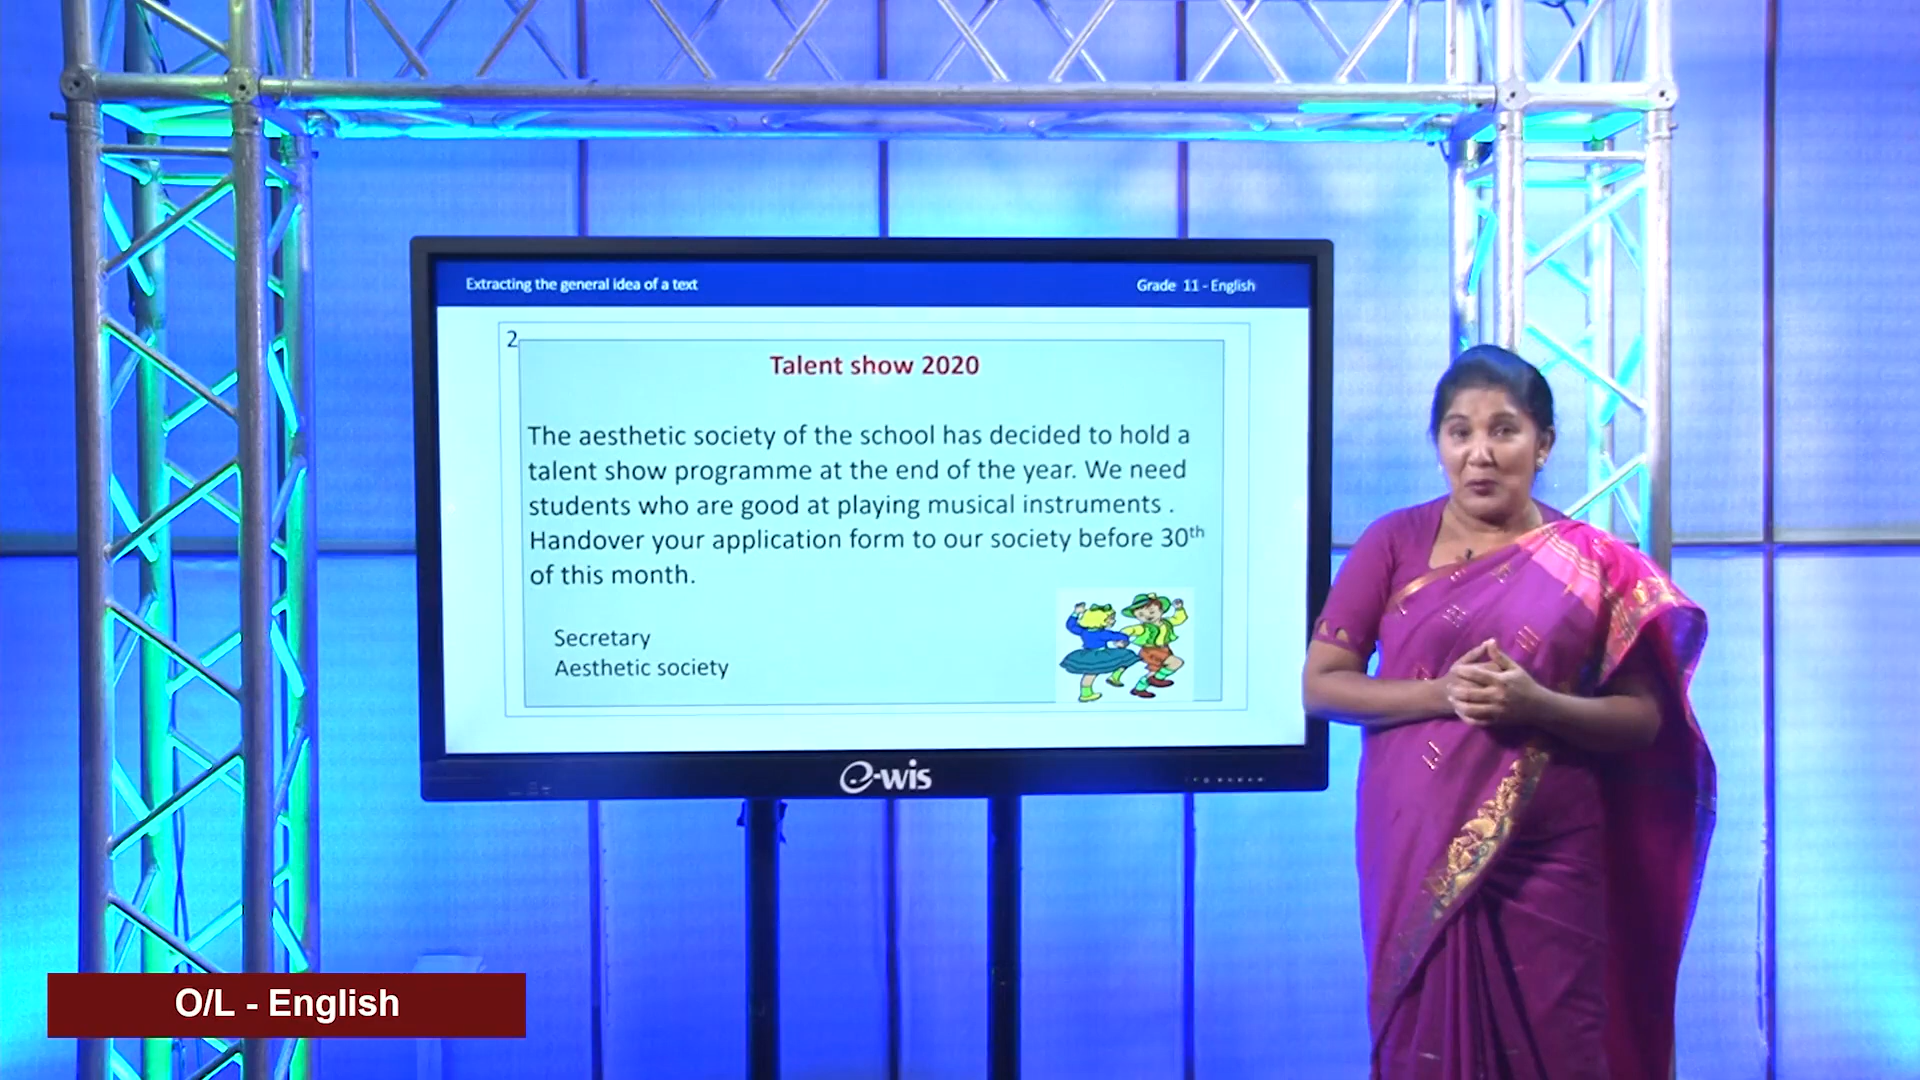 Extracting the general idea of a text
Grade 11 - English
2
Talent show 2020
The aesthetic society of the school has decided to hold a
talent show programme at the end of the year. We need
students who are good at playing musical instruments .
Handover your application form to our society before 30th
of this month.
Secretary
Aesthetic society
e-wis
O/L - English